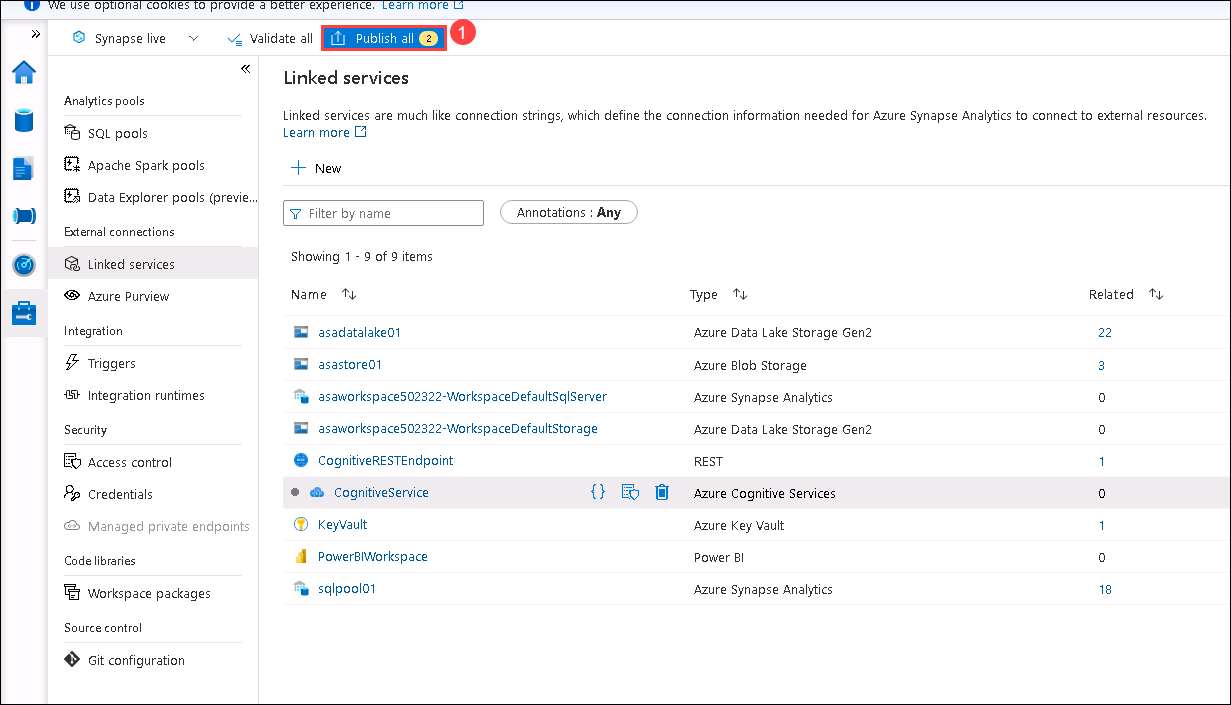 We use optional cookies to provide a better experience. Learn more
Synapse live
Validate all
Publish all 2
1
Analytics pools
SQL pools
Apache Spark pools
Data Explorer pools (previe...
External connections
Linked services
Azure Purview
Integration
Triggers
Integration runtimes
Security
Access control
Credentials
Managed private endpoints
Code libraries
Workspace packages
Source control
Git configuration
Linked services
Linked services are much like connection strings, which define the connection information needed for Azure Synapse Analytics to connect to external resources.
Learn more
New
Filter by name
Annotations : Any
Showing 1 - 9 of 9 items
Name Type Related
asadatalake01 Azure Data Lake Storage Gen2 22
asastore01 Azure Blob Storage 3
asaworkspace502322-WorkspaceDefaultSqlServer Azure Synapse Analytics 0
asaworkspace502322-WorkspaceDefaultStorage Azure Data Lake Storage Gen2 0
CognitiveRESTEndpoint REST 1
CognitiveService {} Azure Cognitive Services 0
KeyVault Azure Key Vault 1
PowerBIWorkspace Power BI 0
sqlpool01 Azure Synapse Analytics 18